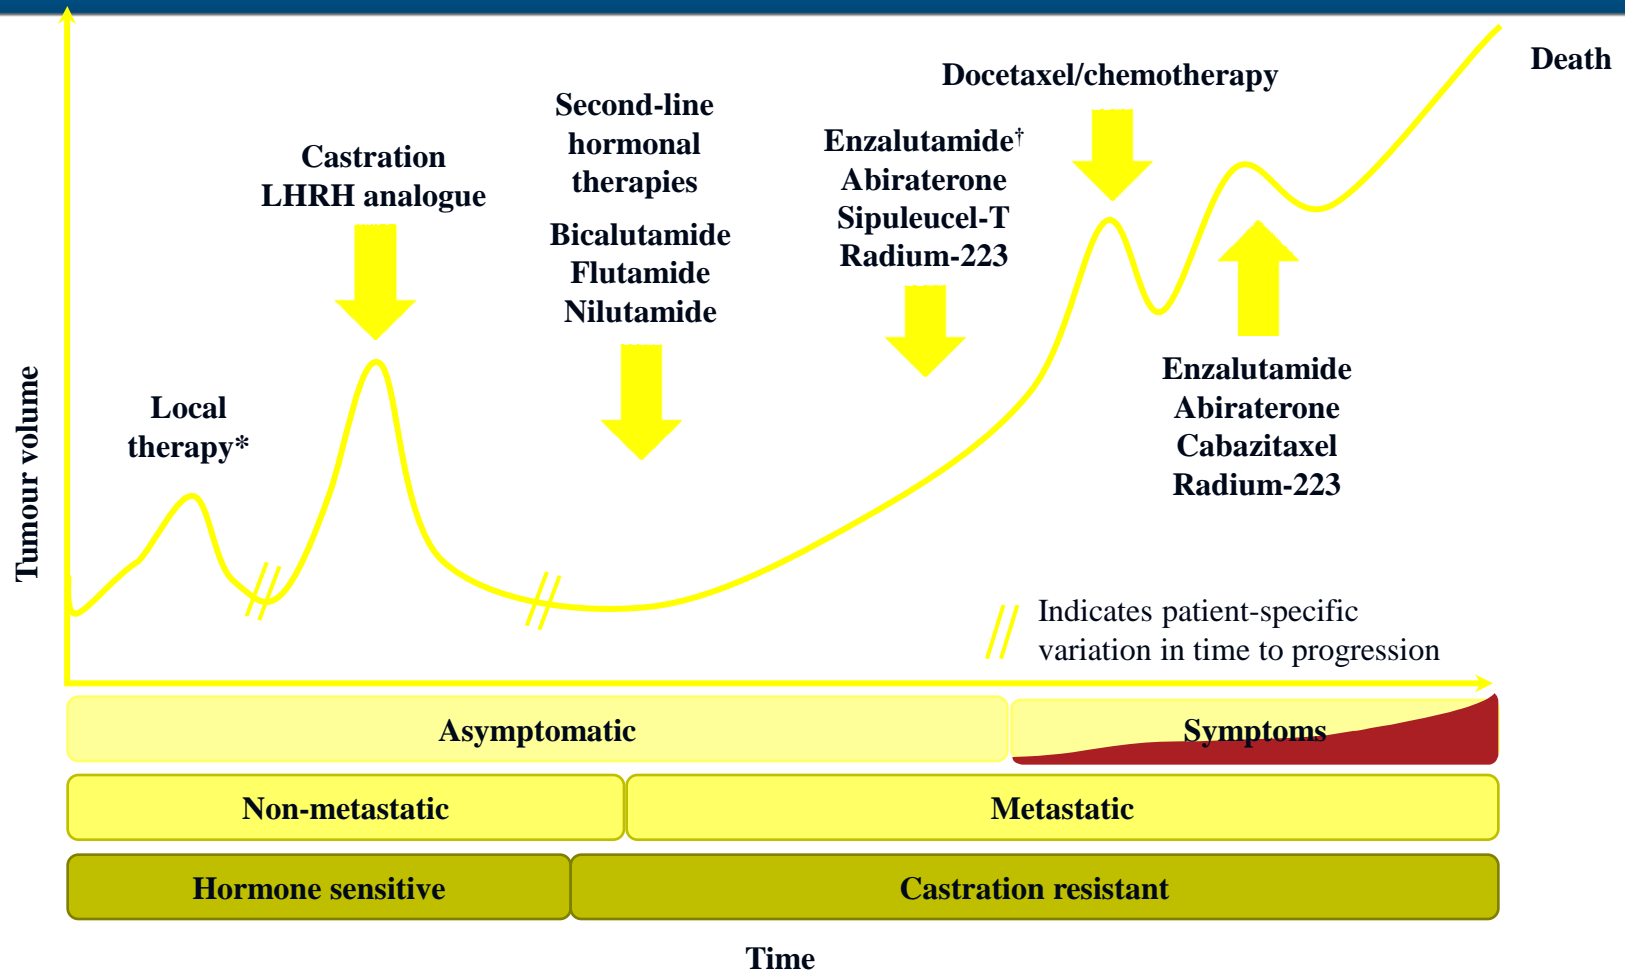 Death
Docetaxel/chemotherapy
Second-line
hormonal
therapies
Bicalutamide
Flutamide
Nilutamide
Castration
LHRH analogue
Enzalutamide†
Abiraterone
Sipuleucel-T
Radium-223
Local
therapy*
Enzalutamide
Abiraterone
Cabazitaxel
Radium-223
Tumour volume
Indicates patient-specific
variation in time to progression
Asymptomatic
Symptoms
Non-metastatic
Metastatic
Hormone sensitive
Castration resistant
Time